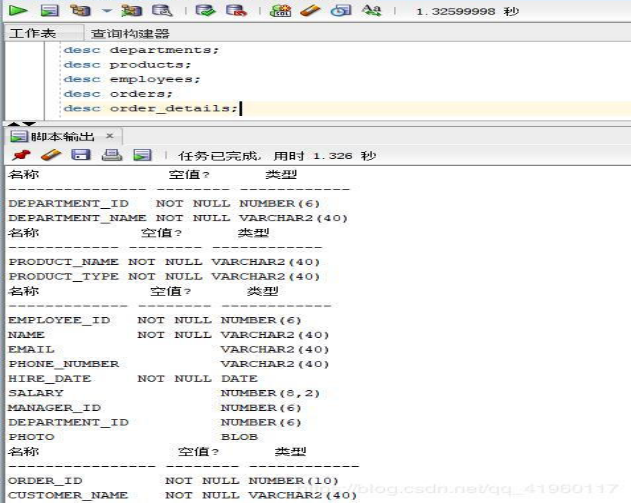 1.32599998 秒
工作表 查询构建器
desc departments;
desc products;
desc employees;
desc orders;
desc order_details;
脚本输出 ×
任务已完成, 用时 1.326 秒
名称 空值? 类型
--------------- -------- ------------
DEPARTMENT_ID NOT NULL NUMBER(6)
DEPARTMENT_NAME NOT NULL VARCHAR2(40)
名称 空值? 类型
------------ -------- ------------
PRODUCT_NAME NOT NULL VARCHAR2(40)
PRODUCT_TYPE NOT NULL VARCHAR2(40)
名称 空值? 类型
------------- -------- ------------
EMPLOYEE_ID NOT NULL NUMBER(6)
NAME NOT NULL VARCHAR2(40)
EMAIL VARCHAR2(40)
PHONE_NUMBER VARCHAR2(40)
HIRE_DATE NOT NULL DATE
SALARY NUMBER(8,2)
MANAGER_ID NUMBER(6)
DEPARTMENT_ID NUMBER(6)
PHOTO BLOB
名称 空值? 类型
---------------- -------- ------------
ORDER_ID NOT NULL NUMBER(10)
CUSTOMER_NAME NOT NULL VARCHAR2(40)
blog.csdn.net/qq_41960117